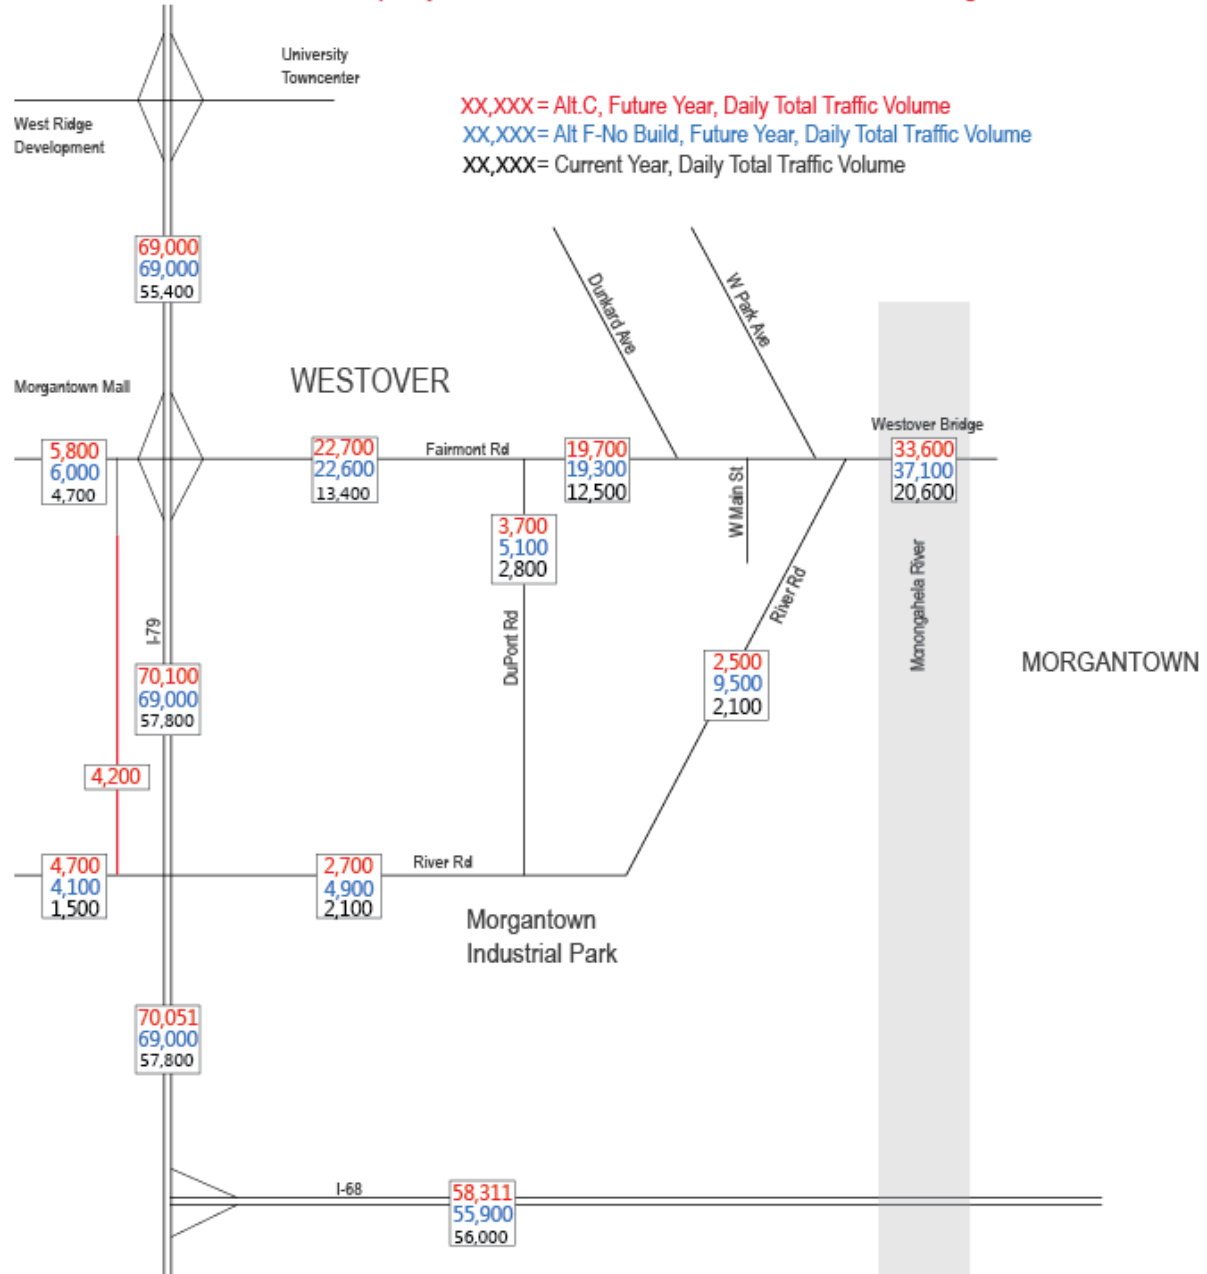 University
Towncenter
XX,XXX = Alt.C, Future Year, Daily Total Traffic Volume
West Ridge
Development
XX,XXX = Alt F-No Build, Future Year, Daily Total Traffic Volume
XX,XXX = Current Year, Daily Total Traffic Volume
69,000
69,000
55,400
Dunkard Ave
W Park Ave
Morgantown Mall
WESTOVER
Westover Bridge
5,800
6,000
4,700
22,700
22,600
13,400
Fairmont Rd
19,700
19,300
12,500
33,600
37,100
20,600
W Main St
3,700
5,100
2,800
River Rd
Monongahela River
I-79
DuPont Rd
MORGANTOWN
70,100
69,000
57,800
2,500
9,500
2,100
4,200
4,700
4,100
1,500
2,700
4,900
2,100
River Rd
Morgantown
Industrial Park
70,051
69,000
57,800
I-68
58,311
55,900
56,000